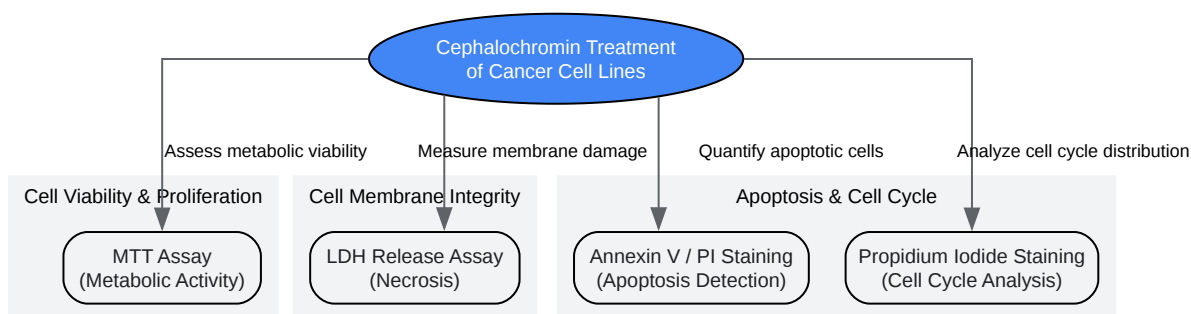 Cephalochromin Treatment
of Cancer Cell Lines
Assess metabolic viability
Measure membrane damage
Quantify apoptotic cells
Analyze cell cycle distribution
Cell Viability & Proliferation
Cell Membrane Integrity
Apoptosis & Cell Cycle
MTT Assay
(Metabolic Activity)
LDH Release Assay
(Necrosis)
Annexin V / PI Staining
(Apoptosis Detection)
Propidium Iodide Staining
(Cell Cycle Analysis)